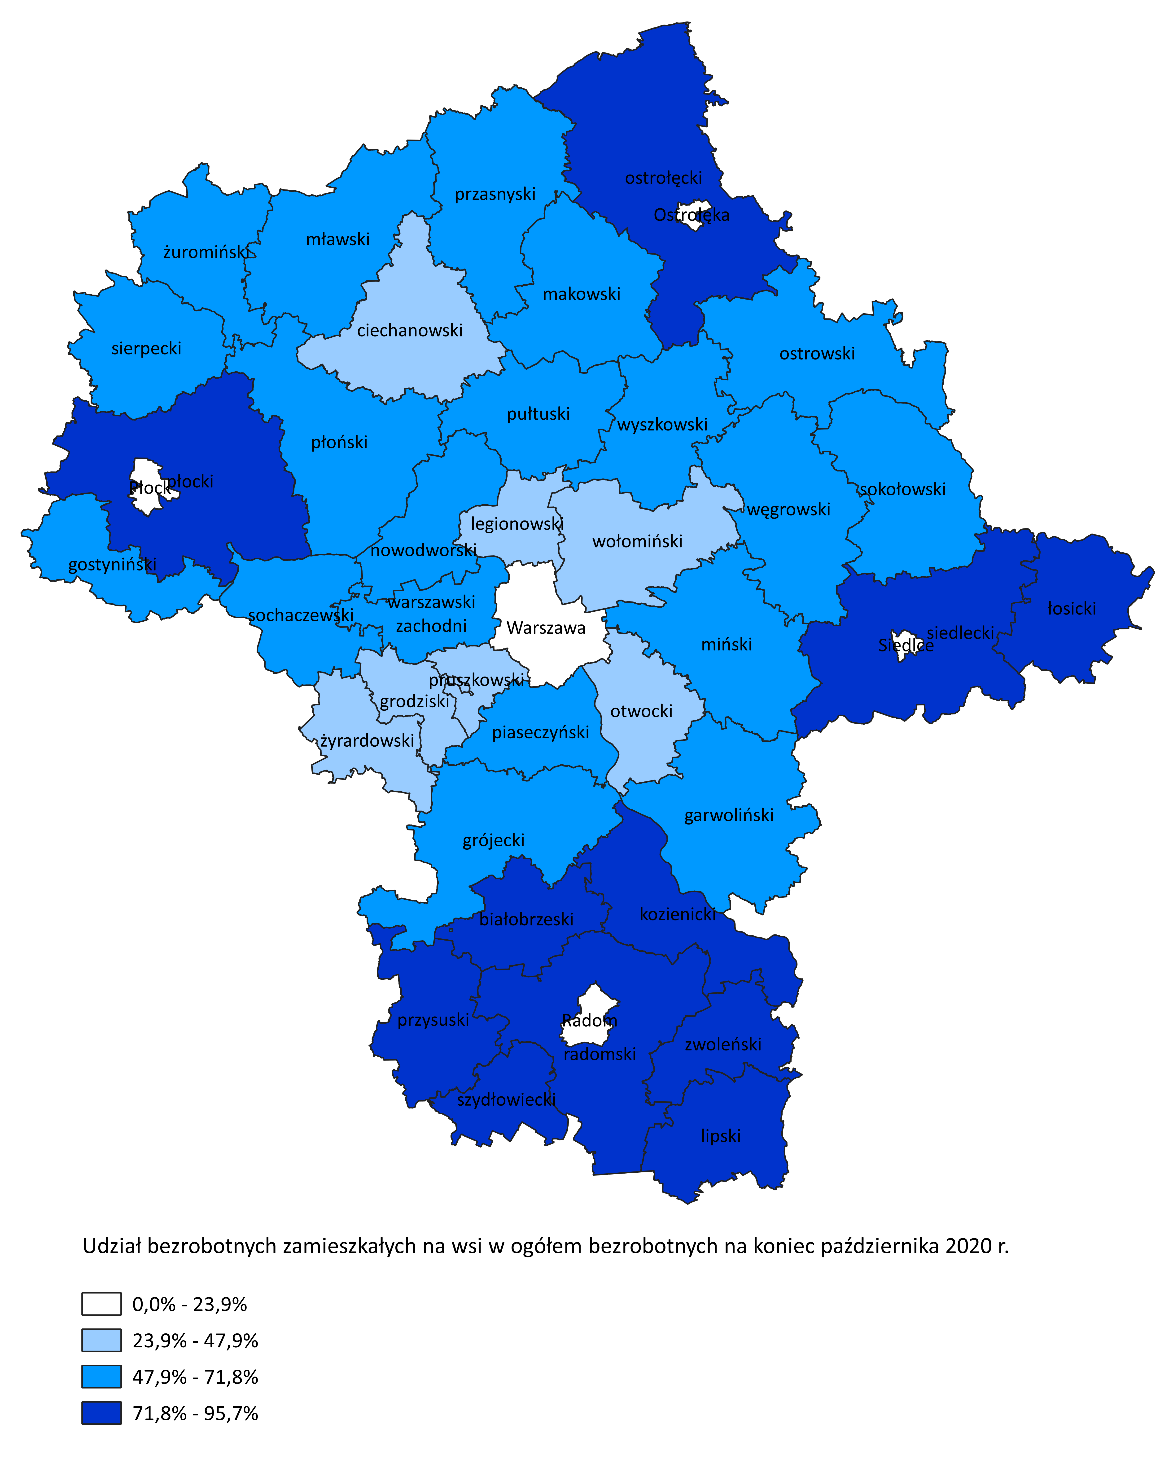 ostrołęcki
przasnyski
Ostrołęka
mławski
żuromiński
makowski
ciechanowski
sierpecki
ostrowski
pułtuski
wyszkowski
płoński
płocki
Płock
sokołowski
węgrowski
legionowski
wołomiński
nowodworski
gostyniński
warszawski
zachodni
sochaczewski
łosicki
Warszawa
siedlecki
Siedlce
miński
pruszkowski
grodziski
otwocki
piaseczyński
żyrardowski
garwoliński
grójecki
kozienicki
białobrzeski
przysuski
Radom
zwoleński
radomski
szydłowiecki
lipski
Udział bezrobotnych zamieszkałych na wsi w ogółem bezrobotnych na koniec października 2020 r.
0,0% - 23,9%
23,9% - 47,9%
47,9% - 71,8%
71,8% - 95,7%